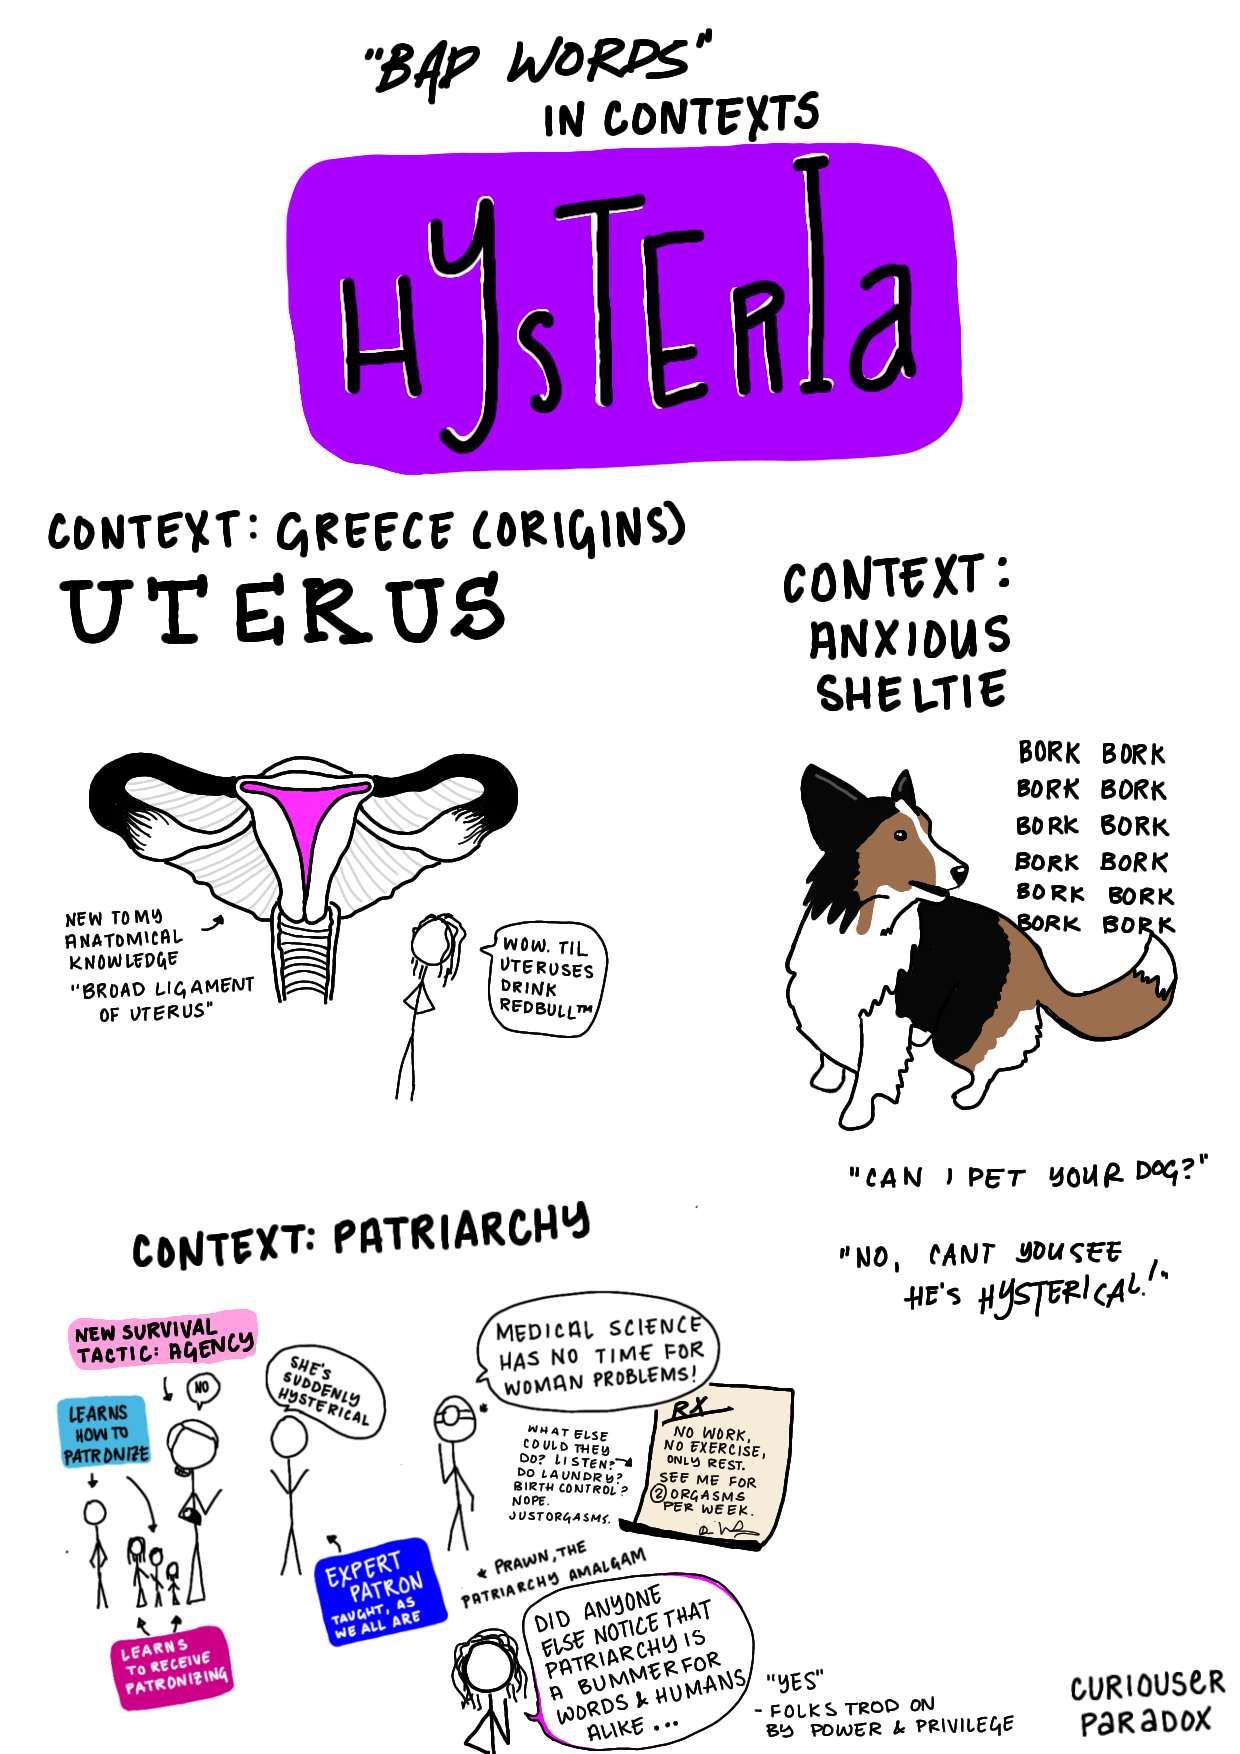 "BAD WORDS"
IN CONTEXTS
HYSTERIA
CONTEXT: GREECE (ORIGINS)
UTERUS
NEW TO MY
ANATOMICAL
KNOWLEDGE
"BROAD LIGAMENT
OF UTERUS"
WOW. TIL
UTERUSES
DRINK
REDBULL™
CONTEXT:
ANXIOUS
SHELTIE
BORK BORK
BORK BORK
BORK BORK
BORK BORK
BORK BORK
BORK BORK
"CAN I PET YOUR DOG?"
"NO, CANT YOU SEE
HE'S HYSTERICAL!"
CONTEXT: PATRIARCHY
NEW SURVIVAL
TACTIC: AGENCY
NO
LEARNS
HOW TO
PATRONIZE
LEARNS
TO RECEIVE
PATRONIZING
SHE'S
SUDDENLY
HYSTERICAL
EXPERT
PATRON
TAUGHT, AS
WE ALL ARE
MEDICAL SCIENCE
HAS NO TIME FOR
WOMAN PROBLEMS!
*
WHAT ELSE
COULD THEY
DO? LISTEN?
DO LAUNDRY?
BIRTH CONTROL?
NOPE.
JUST ORGASMS.
RX
NO WORK,
NO EXERCISE,
ONLY REST.
SEE ME FOR
2 ORGASMS
PER WEEK.
* PRAWN, THE
PATRIARCHY AMALGAM
DID ANYONE
ELSE NOTICE THAT
PATRIARCHY IS
A BUMMER FOR
WORDS & HUMANS
ALIKE...
"YES"
- FOLKS TROD ON
BY POWER & PRIVILEGE
CURIOUSER
PARADOX